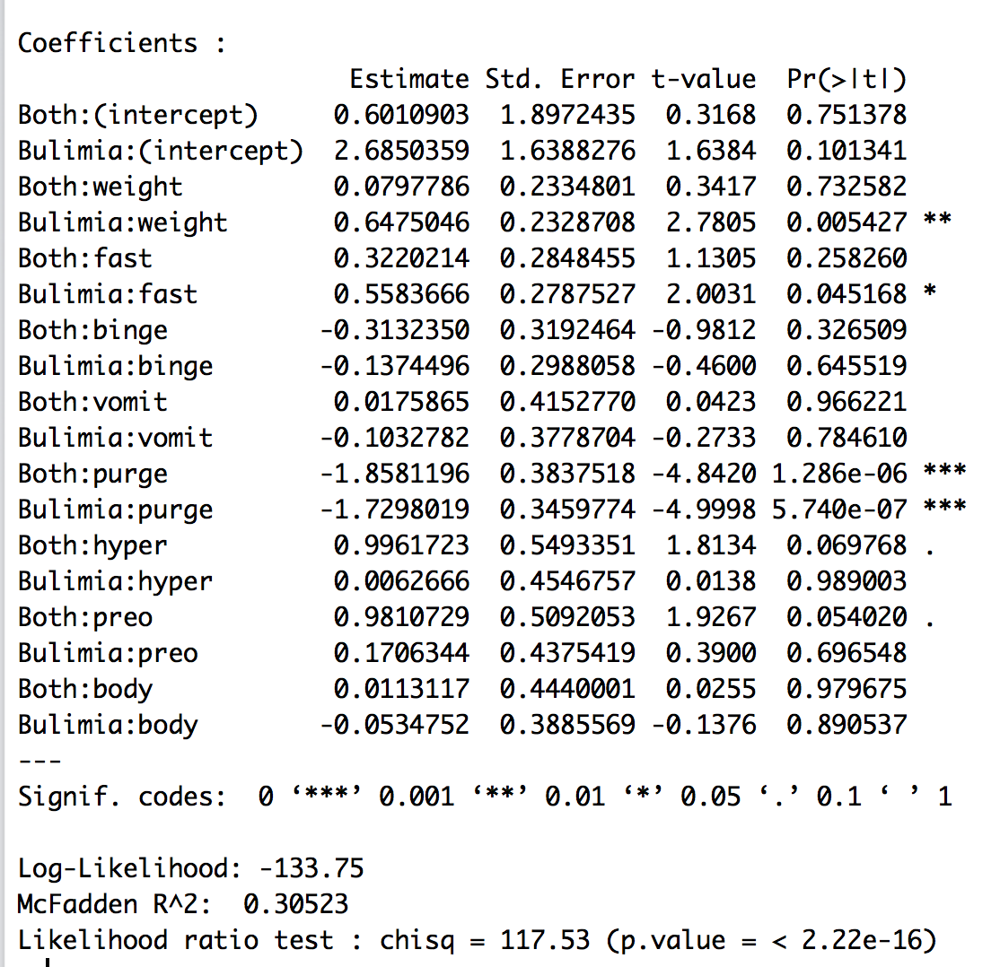 Coefficients :
Estimate Std. Error t-value Pr(>|t|)
Both:(intercept) 0.6010903 1.8972435 0.3168 0.751378
Bulimia:(intercept) 2.6850359 1.6388276 1.6384 0.101341
Both:weight 0.0797786 0.2334801 0.3417 0.732582
Bulimia:weight 0.6475046 0.2328708 2.7805 0.005427 **
Both:fast 0.3220214 0.2848455 1.1305 0.258260
Bulimia:fast 0.5583666 0.2787527 2.0031 0.045168 *
Both:binge -0.3132350 0.3192464 -0.9812 0.326509
Bulimia:binge -0.1374496 0.2988058 -0.4600 0.645519
Both:vomit 0.0175865 0.4152770 0.0423 0.966221
Bulimia:vomit -0.1032782 0.3778704 -0.2733 0.784610
Both:purge -1.8581196 0.3837518 -4.8420 1.286e-06 ***
Bulimia:purge -1.7298019 0.3459774 -4.9998 5.740e-07 ***
Both:hyper 0.9961723 0.5493351 1.8134 0.069768 .
Bulimia:hyper 0.0062666 0.4546757 0.0138 0.989003
Both:preo 0.9810729 0.5092053 1.9267 0.054020 .
Bulimia:preo 0.1706344 0.4375419 0.3900 0.696548
Both:body 0.0113117 0.4440001 0.0255 0.979675
Bulimia:body -0.0534752 0.3885569 -0.1376 0.890537
---
Signif. codes: 0 ‘***’ 0.001 ‘**’ 0.01 ‘*’ 0.05 ‘.’ 0.1 ‘ ’ 1
Log-Likelihood: -133.75
McFadden R^2: 0.30523
Likelihood ratio test : chisq = 117.53 (p.value = < 2.22e-16)